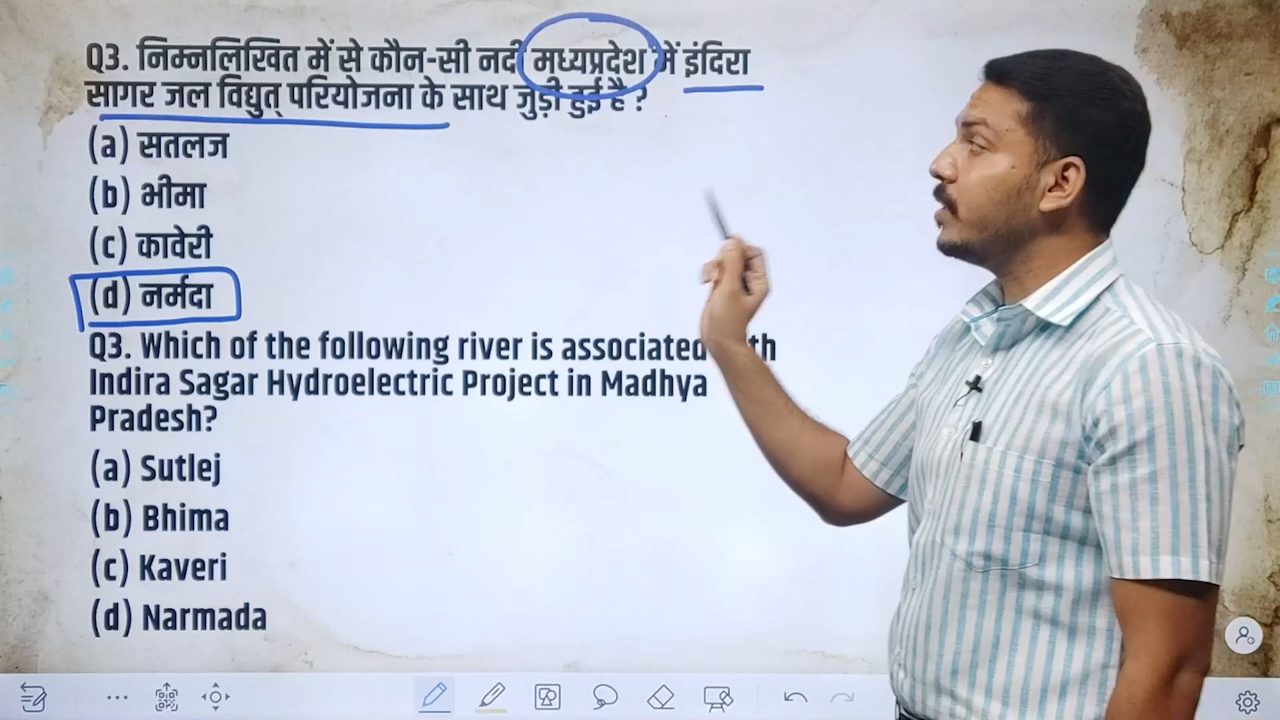 Q3. निम्नलिखित में से कौन-सी नदी मध्यप्रदेश में इंदिरा
सागर जल विद्युत् परियोजना के साथ जुड़ी हुई है ?
(a) सतलज
(b) भीमा
(c) कावेरी
(d) नर्मदा
Q3. Which of the following river is associated
Indira Sagar Hydroelectric Project in Madhya
Pradesh?
(a) Sutlej
(b) Bhima
(c) Kaveri
(d) Narmada